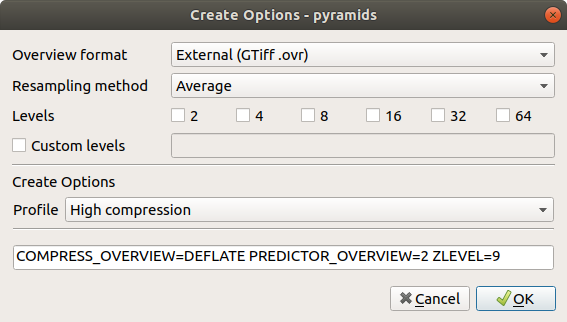 Create Options - pyramids
Overview format External (GTiff .ovr)
Resampling method Average
Levels 2 4 8 16 32 64
Custom levels
Create Options
Profile High compression
COMPRESS_OVERVIEW=DEFLATE PREDICTOR_OVERVIEW=2 ZLEVEL=9
Cancel OK